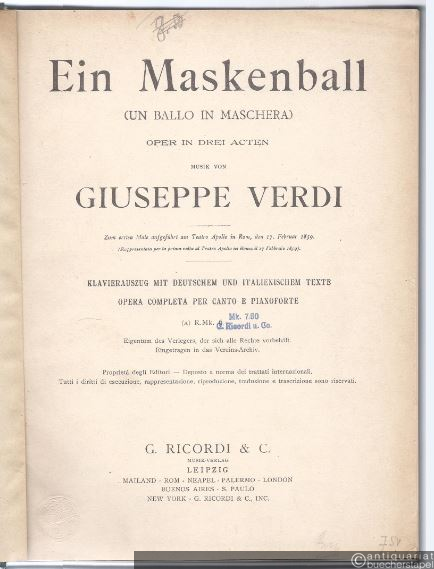 Ein Maskenball
(UN BALLO IN MASCHERA)
OPER IN DREI ACTEN
MUSIK VON
GIUSEPPE VERDI
Zum ersten Male aufgeführt am Teatro Apollo in Rom, den 17. Februar 1859.
(Rappresentata per la prima volta al Teatro Apollo in Roma il 17 Febbraio 1859).
KLAVIERAUSZUG MIT DEUTSCHEM UND ITALIENISCHEM TEXTE
OPERA COMPLETA PER CANTO E PIANOFORTE
(A) R.Mk.
Mk. 7.50
G. Ricordi u. Co.
Eigentum des Verlegers, der sich alle Rechte vorbehält.
Eingetragen in das Vereins-Archiv.
Proprietà degli Editori — Deposto a norma dei trattati internazionali.
Tutti i diritti di esecuzione, rappresentazione, riproduzione, traduzione e trascrizione sono riservati.
G. RICORDI & C.
MUSIK-VERLAG
LEIPZIG
MAILAND - ROM - NEAPEL - PALERMO - LONDON
BUENOS AIRES - S. PAULO
NEW YORK - G. RICORDI & C., INC.
antiquariat
buecherstapel